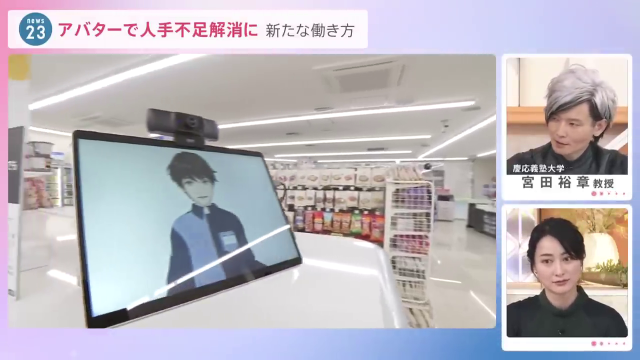 news
23
アバターで人手不足解消に 新たな働き方
慶応義塾大学
宮田裕章 教授